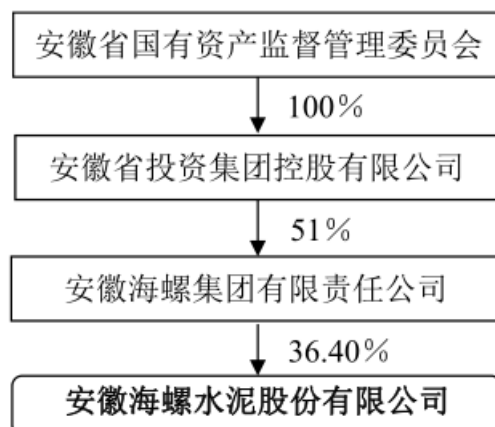 安徽省国有资产监督管理委员会
100％
安徽省投资集团控股有限公司
51％
安徽海螺集团有限责任公司
36.40％
安徽海螺水泥股份有限公司